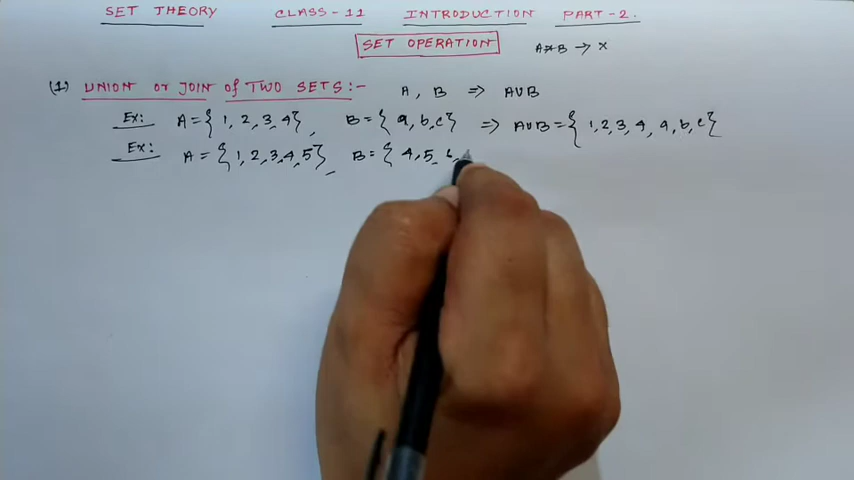 SET THEORY CLASS-11 INTRODUCTION PART-2.
SET OPERATION A*B → x
(1) UNION or JOIN of TWO SETS:- A, B ⇒ A∪B
Ex: A = { 1, 2, 3, 4 }, B = { a, b, c } ⇒ A∪B = { 1, 2, 3, 4, a, b, c }
Ex: A = { 1, 2, 3, 4, 5 }, B = { 4, 5, 6,